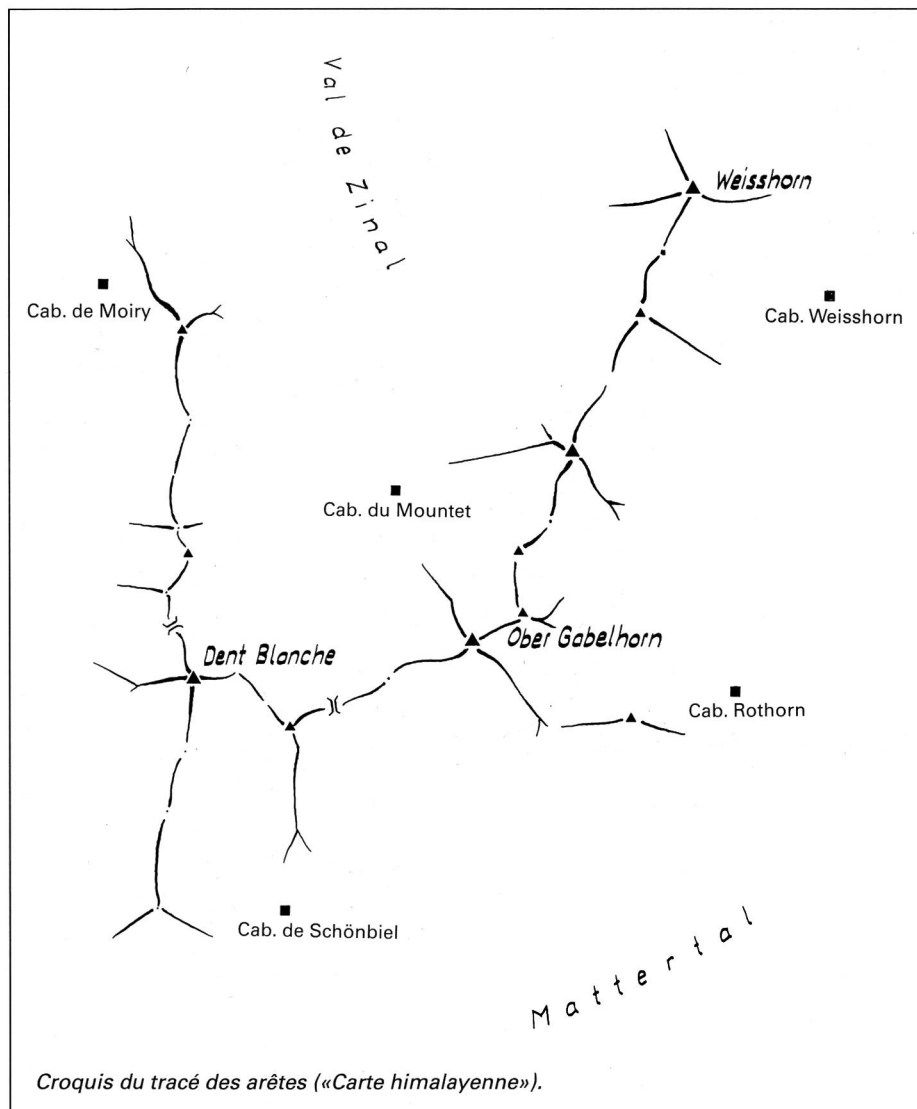 Val de Zinal
Weisshorn
Cab. de Moiry
Cab. Weisshorn
Cab. du Mountet
Dent Blanche
Ober Gabelhorn
Cab. Rothorn
Cab. de Schönbiel
Mattertal
Croquis du tracé des arêtes («Carte himalayenne»).